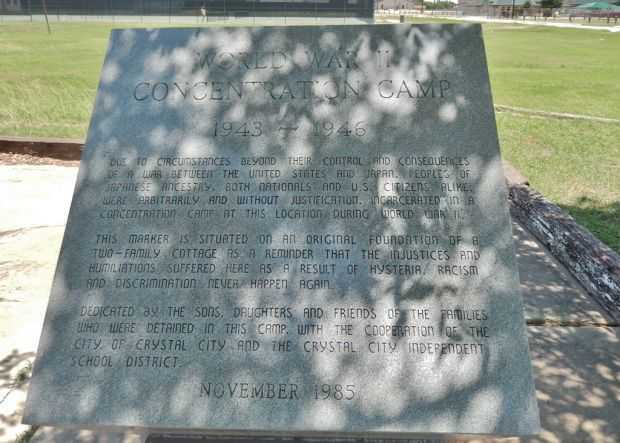 WORLD WAR II
CONCENTRATION CAMP
1943 ~ 1946
DUE TO CIRCUMSTANCES BEYOND THEIR CONTROL AND CONSEQUENCES
OF A WAR BETWEEN THE UNITED STATES AND JAPAN, PEOPLES OF
JAPANESE ANCESTRY, BOTH NATIONALS AND U.S. CITIZENS ALIKE,
WERE ARBITRARILY AND WITHOUT JUSTIFICATION, INCARCERATED IN A
CONCENTRATION CAMP AT THIS LOCATION DURING WORLD WAR II.
THIS MARKER IS SITUATED ON AN ORIGINAL FOUNDATION OF A
TWO-FAMILY COTTAGE AS A REMINDER THAT THE INJUSTICES AND
HUMILIATIONS SUFFERED HERE AS A RESULT OF HYSTERIA, RACISM
AND DISCRIMINATION NEVER HAPPEN AGAIN.
DEDICATED BY THE SONS, DAUGHTERS AND FRIENDS OF THE FAMILIES
WHO WERE DETAINED IN THIS CAMP, WITH THE COOPERATION OF THE
CITY OF CRYSTAL CITY AND THE CRYSTAL CITY INDEPENDENT
SCHOOL DISTRICT.
NOVEMBER 1985